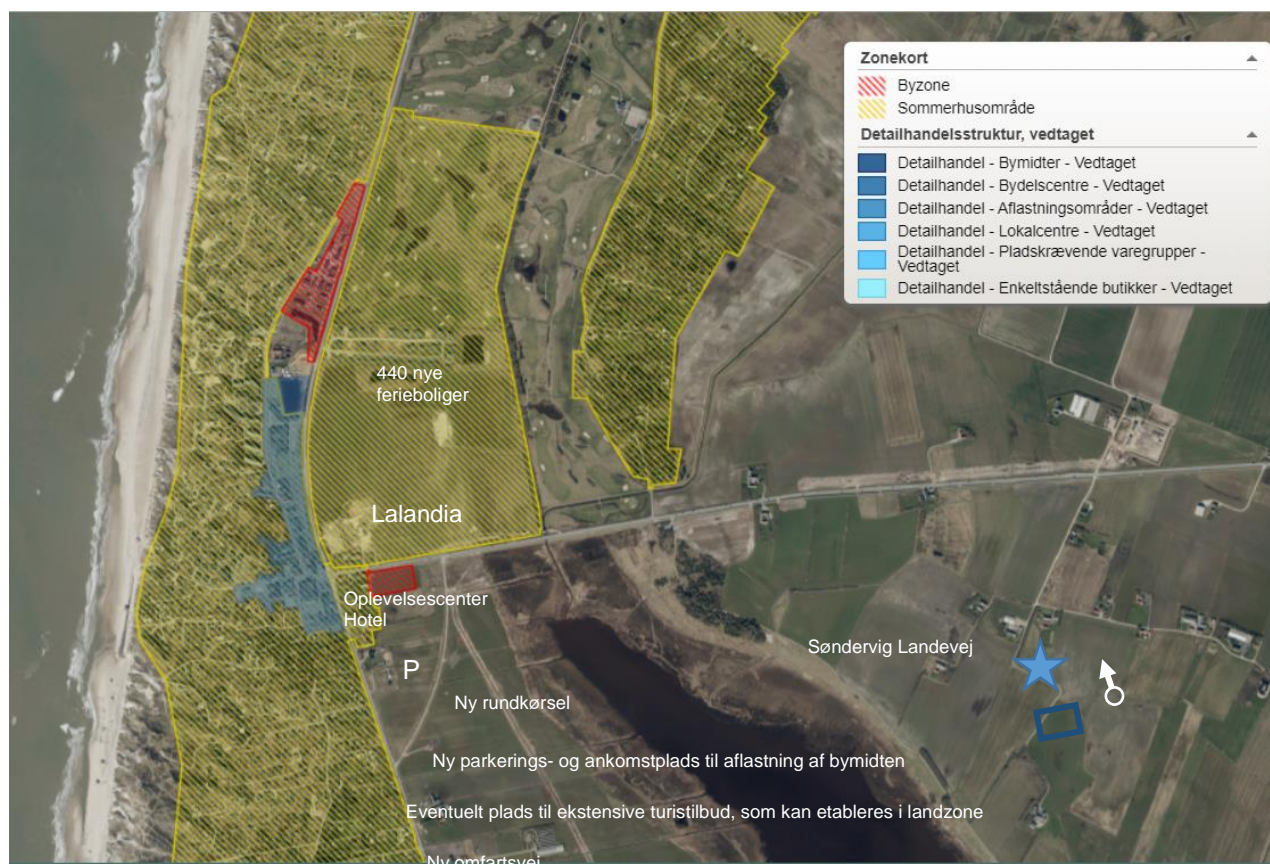 Zonekort
Byzone
Sommerhusområde
Detailhandelsstruktur, vedtaget
Detailhandel - Bymidter - Vedtaget
Detailhandel - Bydelscentre - Vedtaget
Detailhandel - Aflastningsområder - Vedtaget
Detailhandel - Lokalcentre - Vedtaget
Detailhandel - Pladskrævende varegrupper -
Vedtaget
Detailhandel - Enkeltstående butikker - Vedtaget
440 nye
ferieboliger
Lalandia
Oplevelsescenter
Hotel
P
Søndervig Landevej
Ny rundkørsel
Ny parkerings- og ankomstplads til aflastning af bymidten
Eventuelt plads til ekstensive turistilbud, som kan etableres i landzone
Ny omfartsvej